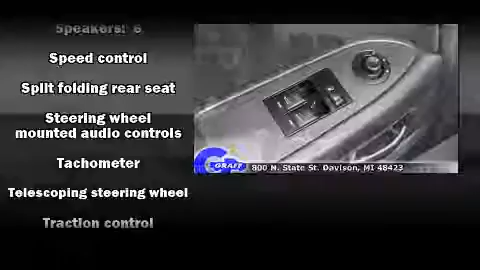 Speakers: 6
Speed control
Split folding rear seat
Steering wheel
mounted audio controls
Tachometer
Telescoping steering wheel
Traction control
GRAFF
800 N. State St. Davison, MI 48423